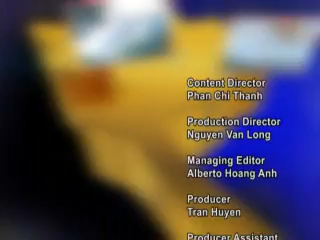 Content Director
Phan Chi Thanh
Production Director
Nguyen Van Long
Managing Editor
Alberto Hoang Anh
Producer
Tran Huyen
Producer Assistant